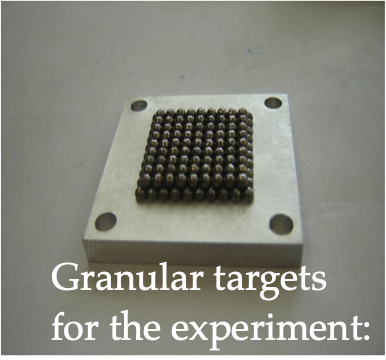 Granular targets
for the experiment: